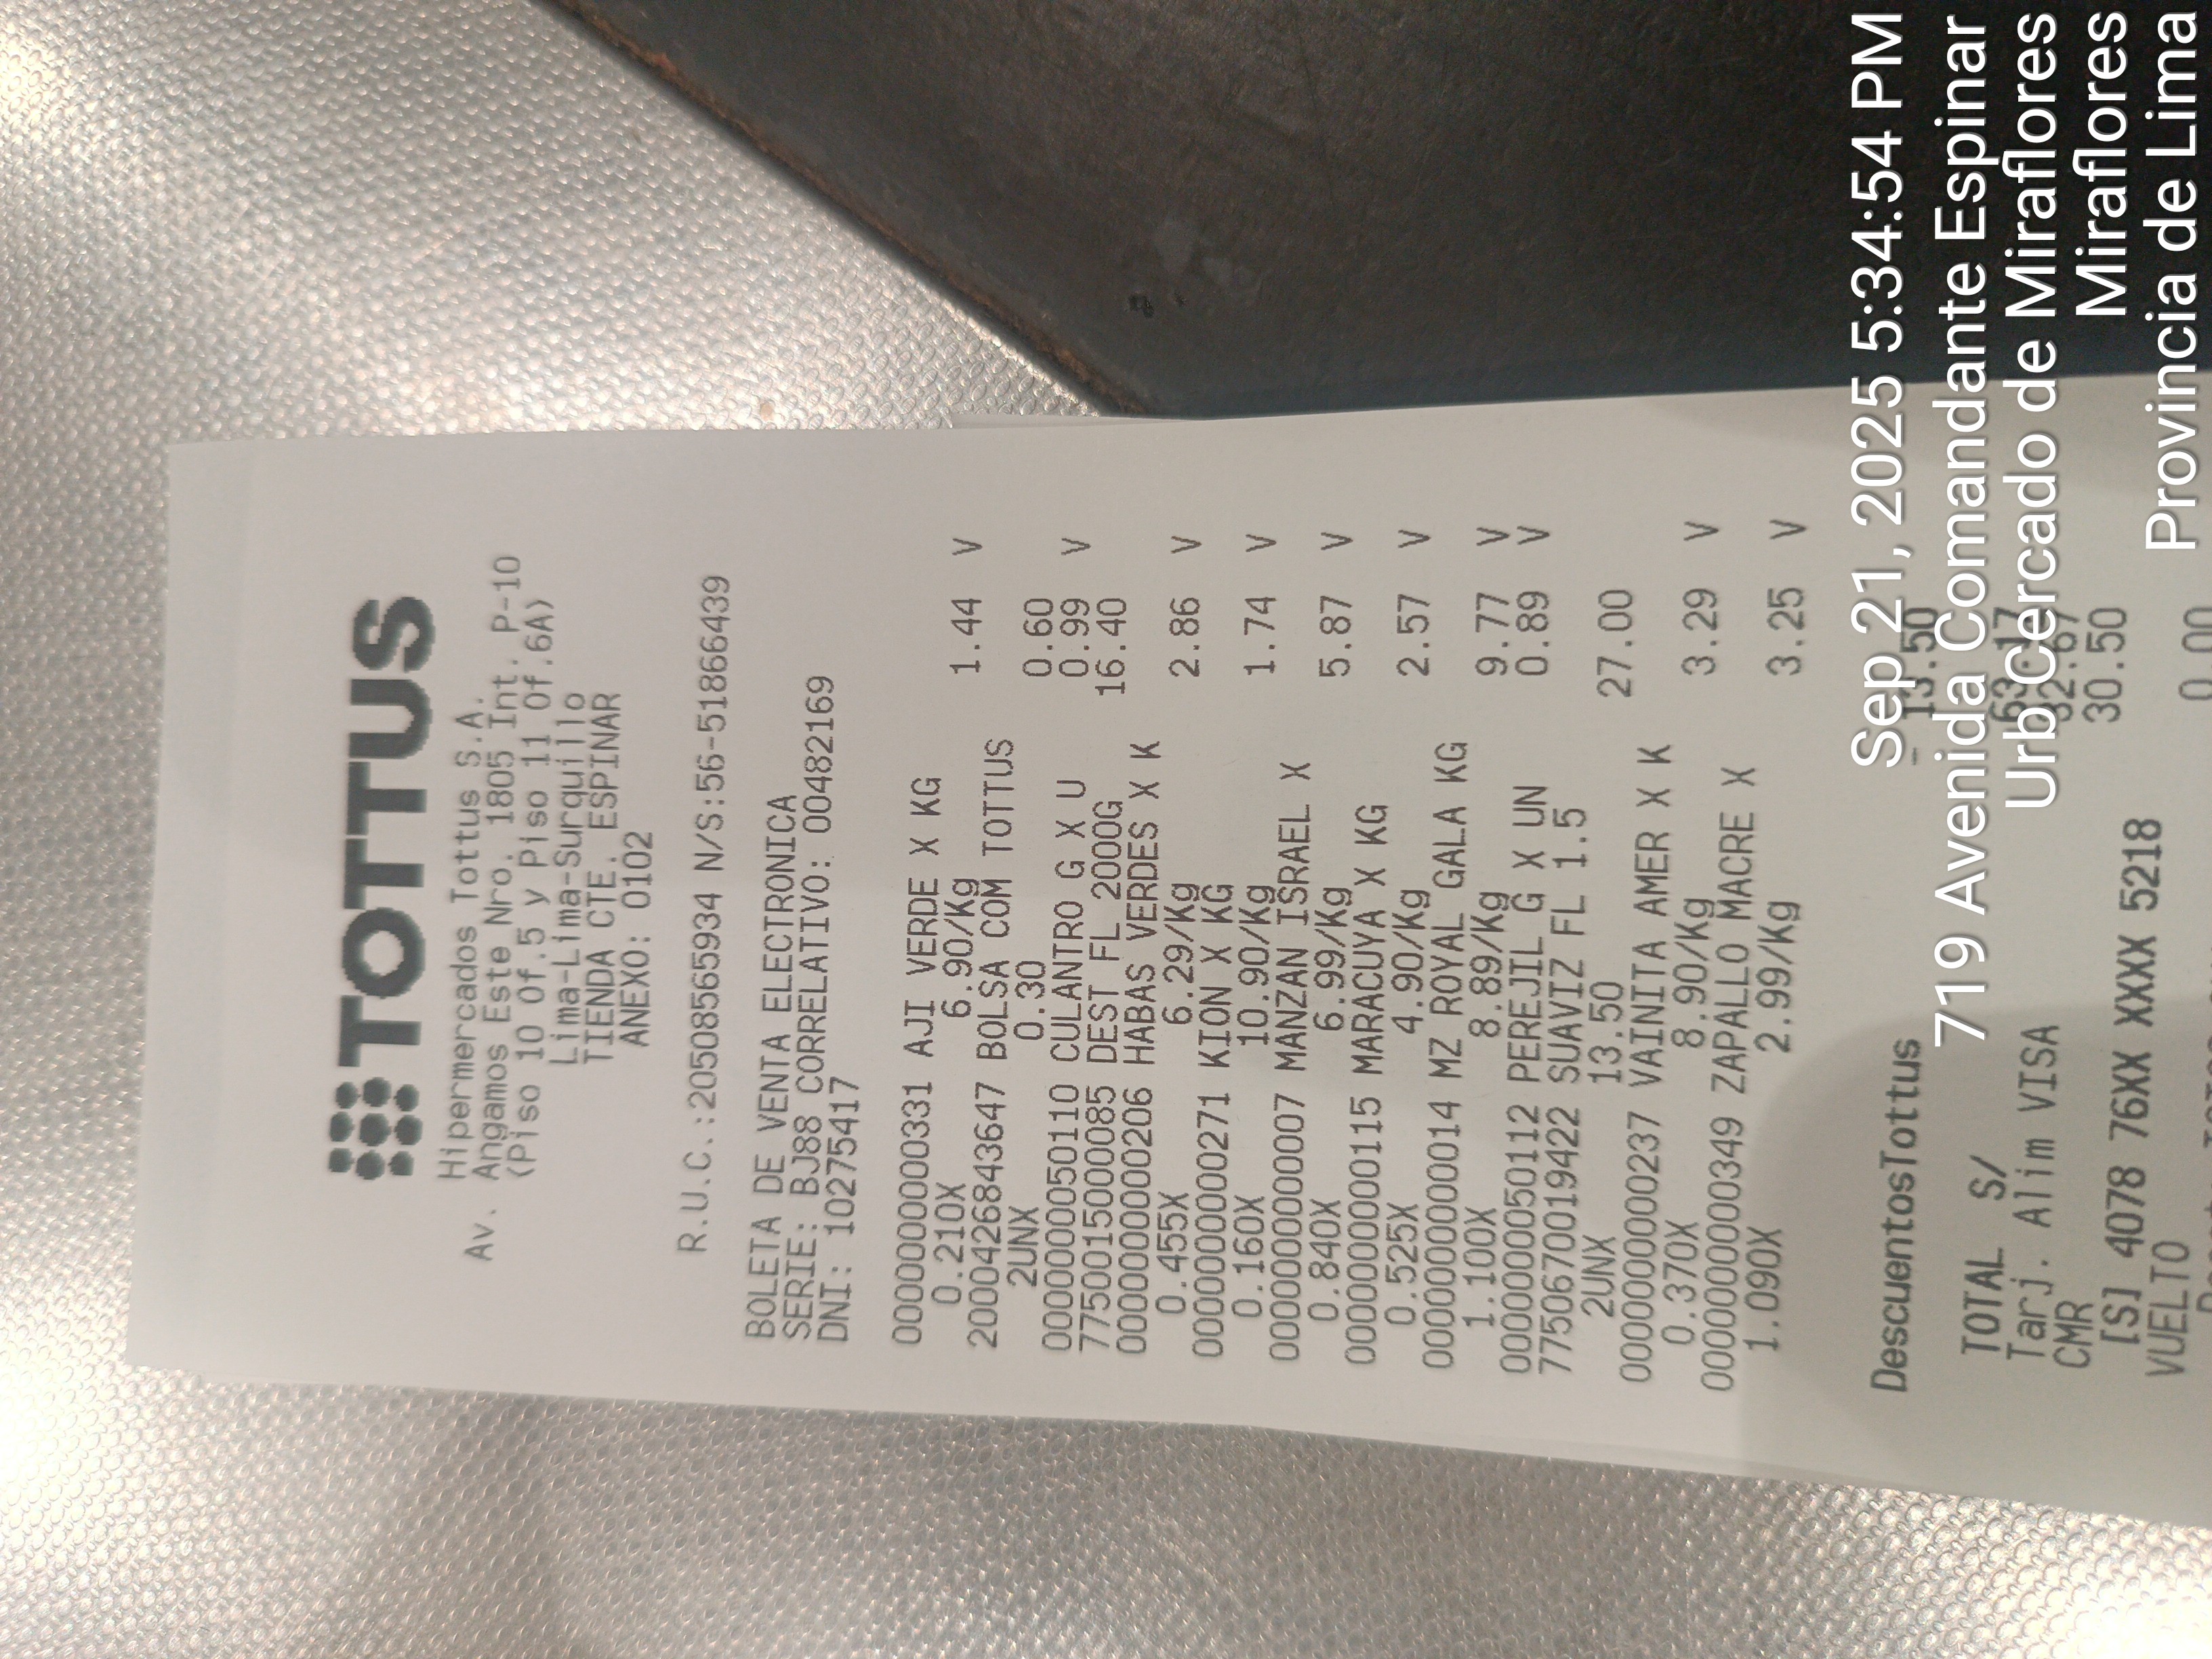 TOTTUS
Hipermercados Tottus S.A.
Av. Angamos Este Nro. 1805 Int. P-10
(Piso 10 Of.5 y Piso 11 Of.6A)
Lima-Lima-Surquillo
TIENDA CTE. ESPINAR
ANEXO: 0102
R.U.C.:20508565934 N/S:56-51866439
BOLETA DE VENTA ELECTRONICA
SERIE: BJ88 CORRELATIVO: 00482169
DNI: 10275417
0000000000331 AJI VERDE X KG
0.210X 6.90/Kg 1.44 V
2000426843647 BOLSA COM TOTTUS
2UNX 0.30 0.60
0000000050110 CULANTRO G X U 0.99 V
7750015000085 DEST FL 2000G 16.40
0000000000206 HABAS VERDES X K
0.455X 6.29/Kg 2.86 V
0000000000271 KION X KG
0.160X 10.90/Kg 1.74 V
0000000000007 MANZAN ISRAEL X
0.840X 6.99/Kg 5.87 V
0000000000115 MARACUYA X KG
0.525X 4.90/Kg 2.57 V
0000000000014 MZ ROYAL GALA KG
1.100X 8.89/Kg 9.77 V
0000000050112 PEREJIL G X UN 0.89 V
7750670019422 SUAVIZ FL 1.5
2UNX 13.50 27.00
0000000000237 VAINITA AMER X K
0.370X 8.90/Kg 3.29 V
0000000000349 ZAPALLO MACRE X
1.090X 2.99/Kg 3.25 V
DescuentosTottus - 13.50
TOTAL S/ 63.17
Tarj. Alim VISA 32.67
CMR 30.50
[S] 4078 76XX XXXX 5218
VUELTO 0.00
Sep 21, 2025 5:34:54 PM
719 Avenida Comandante Espinar
Urb Cercado de Miraflores
Miraflores
Provincia de Lima